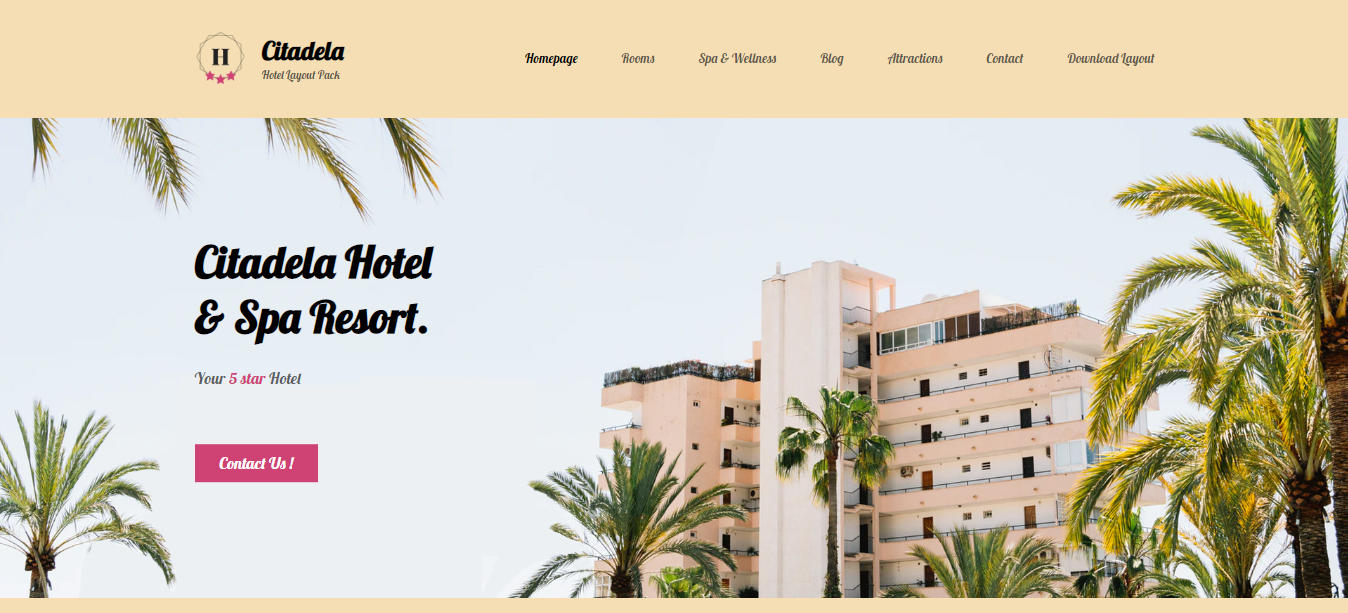 H
Citadela
Hotel Layout Pack
Homepage Rooms Spa & Wellness Blog Attractions Contact Download Layout
Citadela Hotel
& Spa Resort.
Your 5 star Hotel
Contact Us !